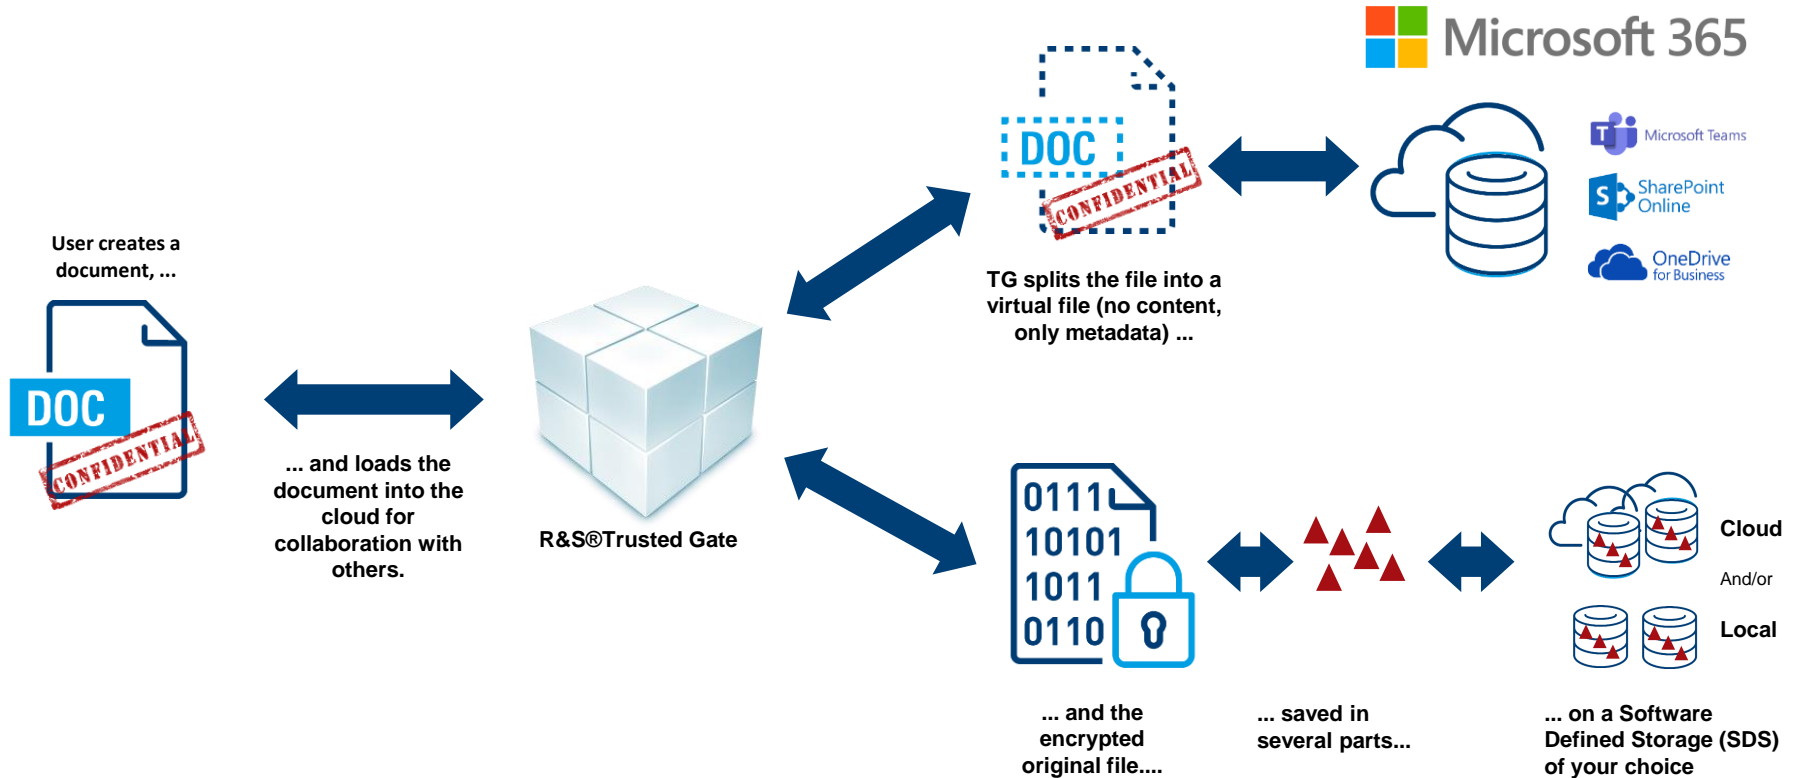 Microsoft 365
DOC
CONFIDENTIAL
T
Microsoft Teams
S
SharePoint
Online
OneDrive
for Business
TG splits the file into a
virtual file (no content,
only metadata) ...
User creates a
document, ...
DOC
CONFIDENTIAL
... and loads the
document into the
cloud for
collaboration with
others.
R&S®Trusted Gate
0111
10101
1011
0110
Cloud
And/or
Local
... and the
encrypted
original file....
... saved in
several parts...
... on a Software
Defined Storage (SDS)
of your choice